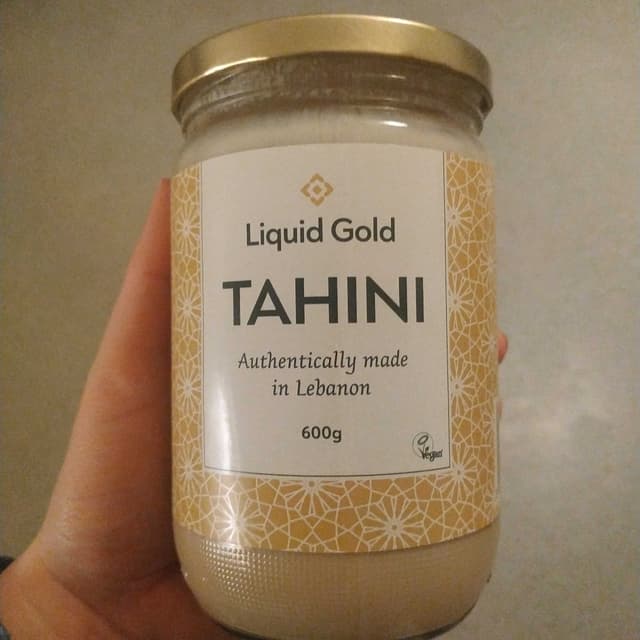 Liquid Gold
TAHINI
Authentically made
in Lebanon
600g
Vegan